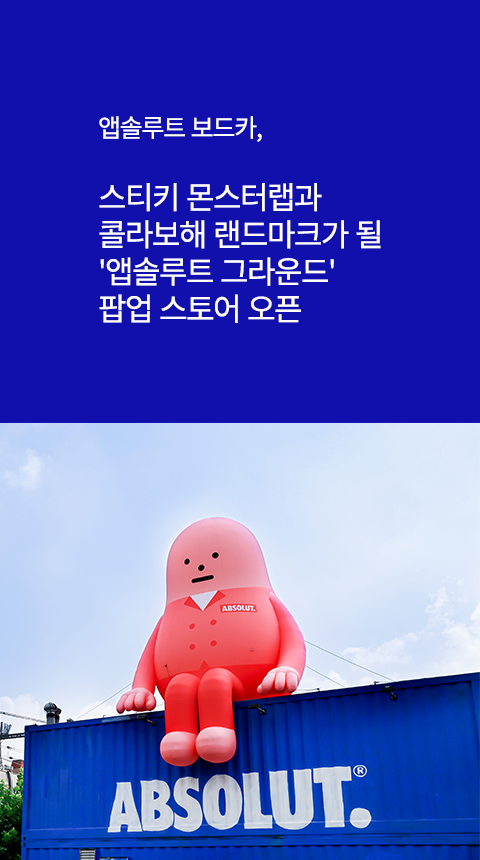 앱솔루트 보드카,
스티키 몬스터랩과
콜라보해 랜드마크가 될
'앱솔루트 그라운드'
팝업 스토어 오픈
ABSOLUT.
ABSOLUT.®